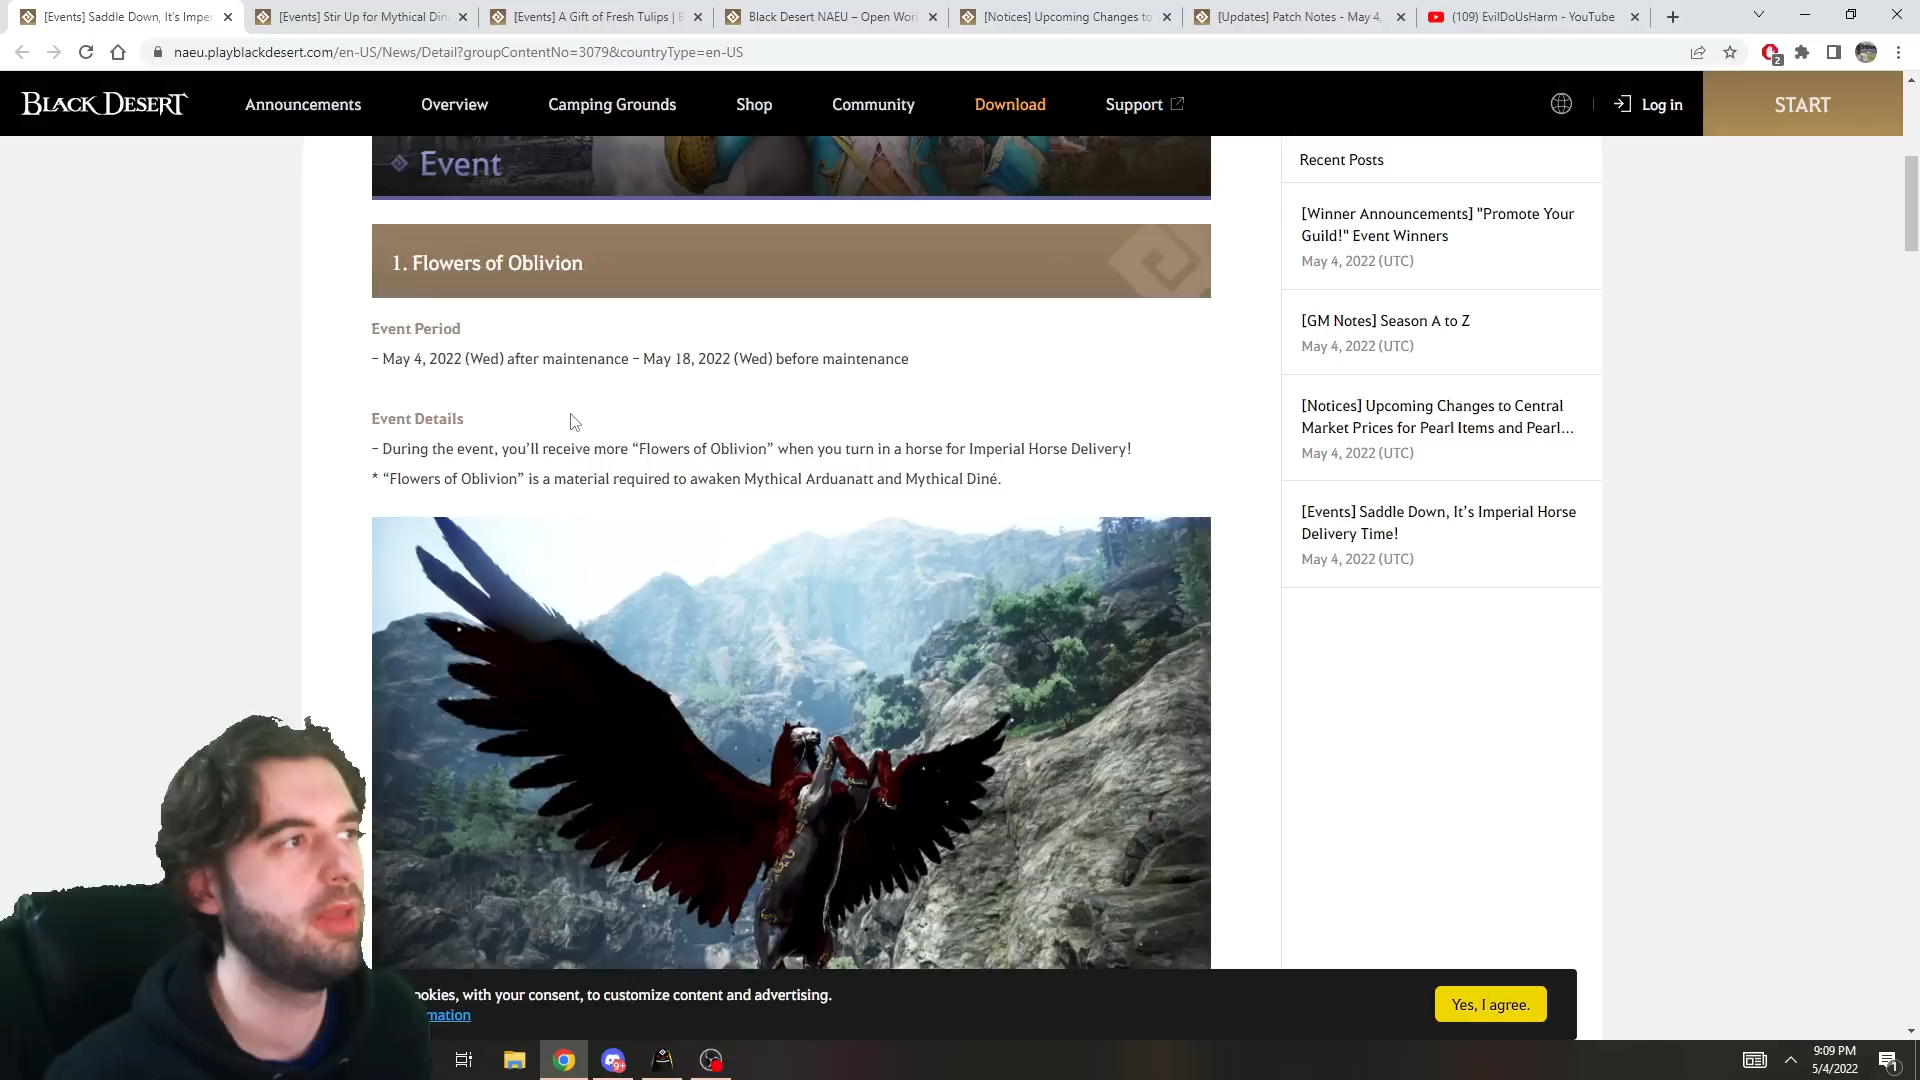 [Events] Saddle Down, It's Impe
[Events] Stir Up for Mythical Din
[Events] A Gift of Fresh Tulips | B
Black Desert NAEU – Open Wor
[Notices] Upcoming Changes to
[Updates] Patch Notes - May 4,
(109) EvilDoUsHarm - YouTube
naeu.playblackdesert.com/en-US/News/Detail?groupContentNo=3079&countryType=en-US
2
BLACK DESERT
Announcements
Overview
Camping Grounds
Shop
Community
Download
Support
Log in
START
Event
1. Flowers of Oblivion
Event Period
– May 4, 2022 (Wed) after maintenance – May 18, 2022 (Wed) before maintenance
Event Details
– During the event, you'll receive more “Flowers of Oblivion” when you turn in a horse for Imperial Horse Delivery!
* “Flowers of Oblivion” is a material required to awaken Mythical Arduanatt and Mythical Diné.
Recent Posts
[Winner Announcements] "Promote Your
Guild!" Event Winners
May 4, 2022 (UTC)
[GM Notes] Season A to Z
May 4, 2022 (UTC)
[Notices] Upcoming Changes to Central
Market Prices for Pearl Items and Pearl...
May 4, 2022 (UTC)
[Events] Saddle Down, It’s Imperial Horse
Delivery Time!
May 4, 2022 (UTC)
ookies, with your consent, to customize content and advertising.
mation
Yes, I agree.
9+
9:09 PM
5/4/2022
1